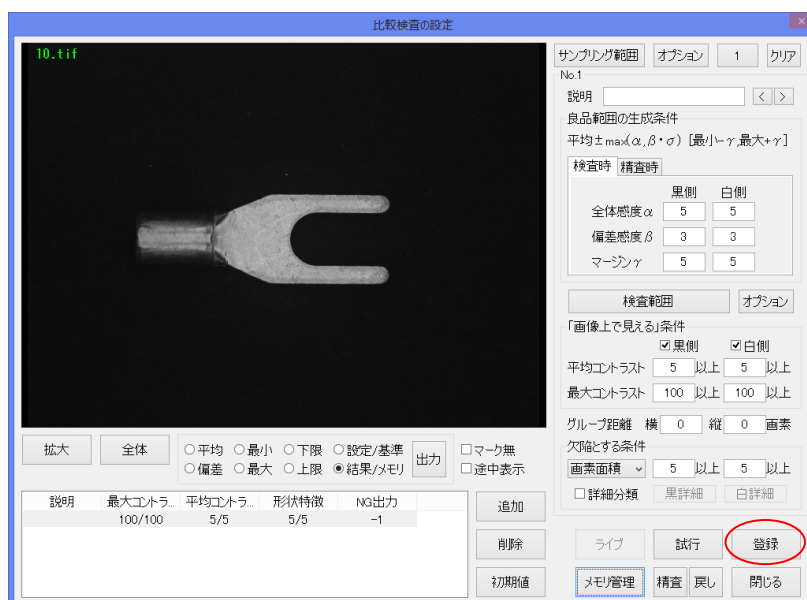 比較検査の設定
×
10.tif
サンプリング範囲 オプション 1 クリア
No.1
説明 < >
良品範囲の生成条件
平均±max(α,β・σ) [最小-γ,最大+γ]
検査時 精査時
黒側 白側
全体感度α 5 5
偏差感度β 3 3
マージンγ 5 5
検査範囲 オプション
「画像上で見える」条件
黒側 白側
平均コントラスト 5 以上 5 以上
最大コントラスト 100 以上 100 以上
グループ距離 横 0 縦 0 画素
欠陥とする条件
画素面積 5 以上 5 以上
詳細分類 黒詳細 白詳細
拡大 全体
平均 最小 下限 設定/基準
偏差 最大 上限 結果/メモリ
出力
マーク無
途中表示
説明 最大コントラ... 平均コントラ... 形状特徴 NG出力
100/100 5/5 5/5 -1
追加
削除
初期値
ライブ 試行 登録
メモリ管理 精査 戻し 閉じる